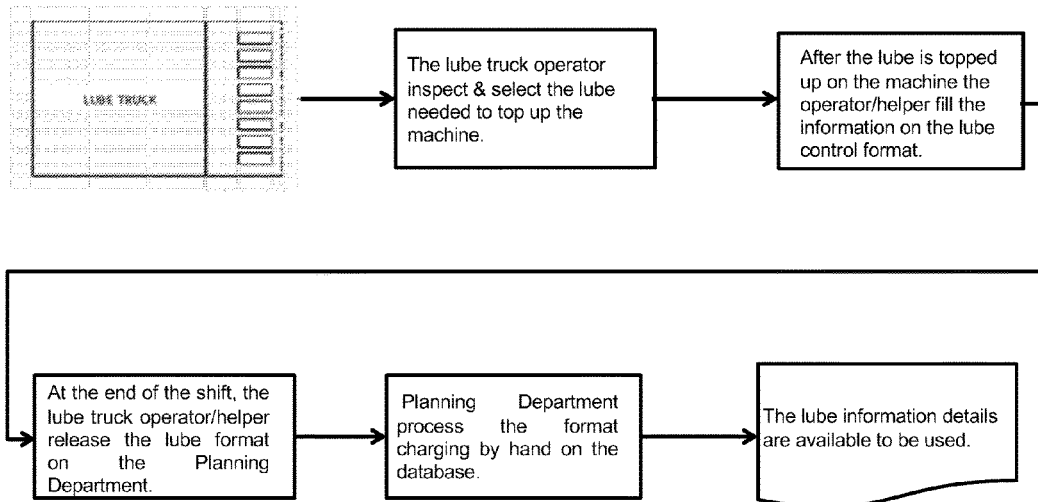 LUBE TRUCK
The lube truck operator
inspect & select the lube
needed to top up the
machine.
After the lube is topped
up on the machine the
operator/helper fill the
information on the lube
control format.
At the end of the shift, the
lube truck operator/helper
release the lube format
on the Planning
Department.
Planning Department
process the format
charging by hand on the
database.
The lube information details
are available to be used.